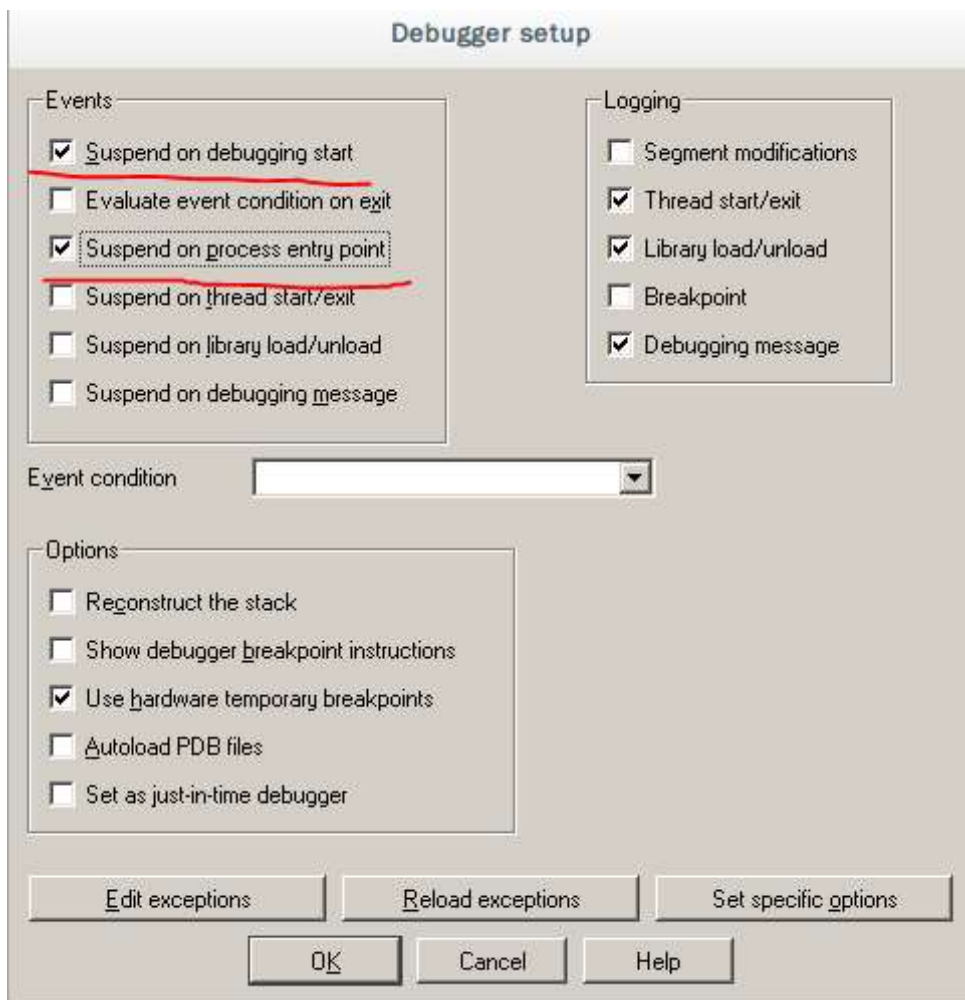 Debugger setup
Events
Suspend on debugging start
Evaluate event condition on exit
Suspend on process entry point
Suspend on thread start/exit
Suspend on library load/unload
Suspend on debugging message
Logging
Segment modifications
Thread start/exit
Library load/unload
Breakpoint
Debugging message
Event condition
Options
Reconstruct the stack
Show debugger breakpoint instructions
Use hardware temporary breakpoints
Autoload PDB files
Set as just-in-time debugger
Edit exceptions
Reload exceptions
Set specific options
OK
Cancel
Help